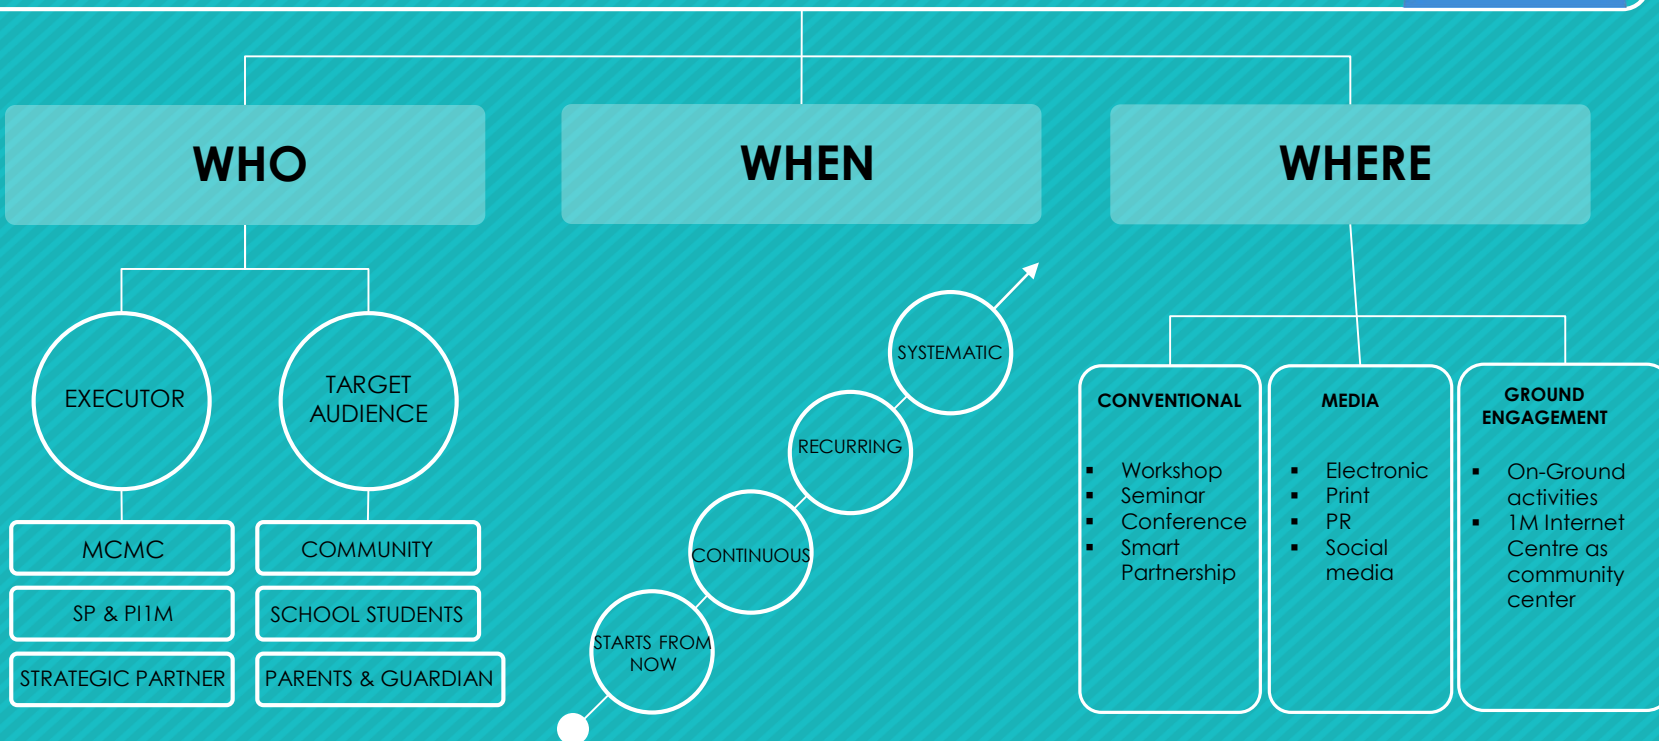 WHO
WHEN
WHERE
EXECUTOR
TARGET
AUDIENCE
MCMC
SP & PI1M
STRATEGIC PARTNER
COMMUNITY
SCHOOL STUDENTS
PARENTS & GUARDIAN
STARTS FROM
NOW
CONTINUOUS
RECURRING
SYSTEMATIC
CONVENTIONAL
▪ Workshop
▪ Seminar
▪ Conference
▪ Smart
Partnership
MEDIA
▪ Electronic
▪ Print
▪ PR
▪ Social
media
GROUND
ENGAGEMENT
▪ On-Ground
activities
▪ 1M Internet
Centre as
community
center